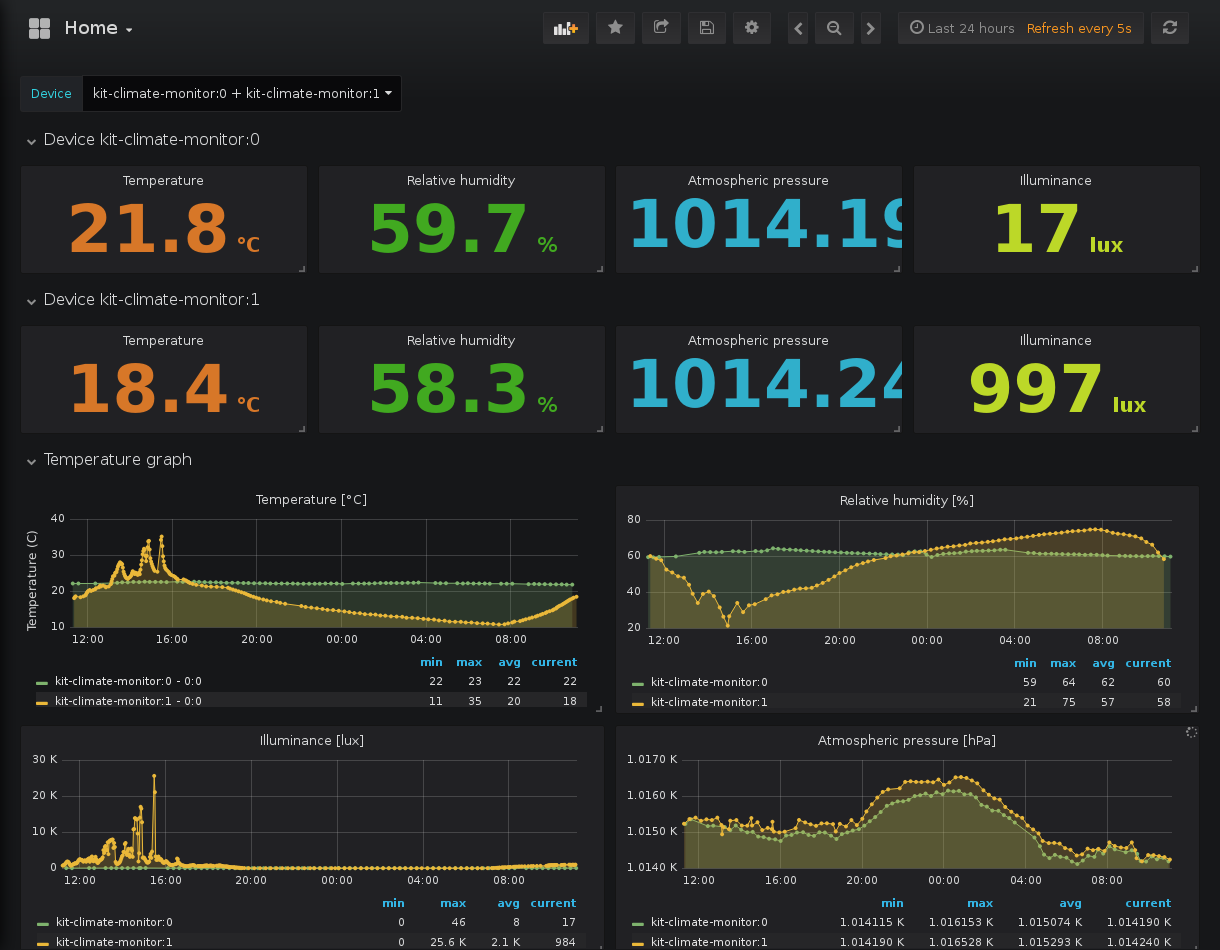 Home
Last 24 hours Refresh every 5s
Device kit-climate-monitor:0 + kit-climate-monitor:1
Device kit-climate-monitor:0
Temperature Relative humidity Atmospheric pressure Illuminance
21.8 °C 59.7 % 1014.19 17 lux
Device kit-climate-monitor:1
Temperature Relative humidity Atmospheric pressure Illuminance
18.4 °C 58.3 % 1014.24 997 lux
Temperature graph
Temperature [°C]
Temperature (C)
40
30
20
10
12:00 16:00 20:00 00:00 04:00 08:00
min max avg current
kit-climate-monitor:0 - 0:0 22 23 22 22
kit-climate-monitor:1 - 0:0 11 35 20 18
Relative humidity [%]
80
60
40
20
12:00 16:00 20:00 00:00 04:00 08:00
min max avg current
kit-climate-monitor:0 59 64 62 60
kit-climate-monitor:1 21 75 57 58
Illuminance [lux]
30 K
20 K
10 K
0
12:00 16:00 20:00 00:00 04:00 08:00
min max avg current
kit-climate-monitor:0 0 46 8 17
kit-climate-monitor:1 0 25.6 K 2.1 K 984
Atmospheric pressure [hPa]
1.0170 K
1.0160 K
1.0150 K
1.0140 K
12:00 16:00 20:00 00:00 04:00 08:00
min max avg current
kit-climate-monitor:0 1.014115 K 1.016153 K 1.015074 K 1.014190 K
kit-climate-monitor:1 1.014190 K 1.016528 K 1.015293 K 1.014240 K